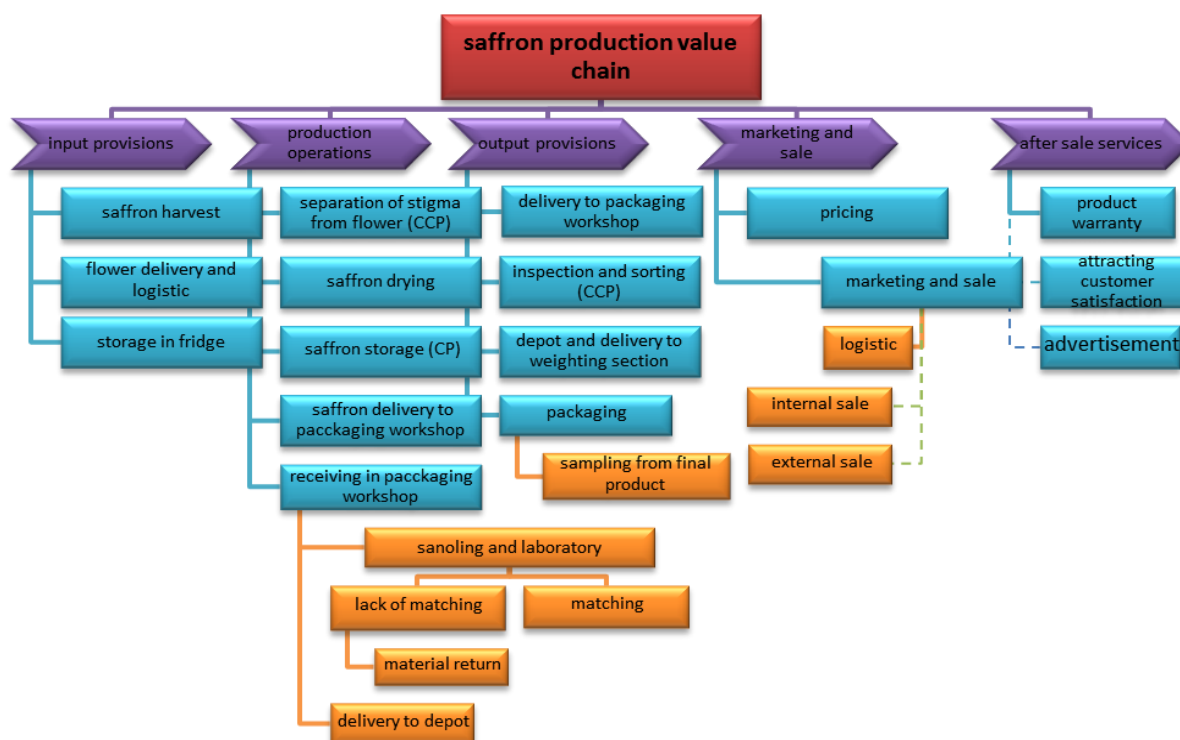 saffron production value
chain
input provisions
production
operations
output provisions
marketing and
sale
after sale services
saffron harvest
flower delivery and
logistic
storage in fridge
separation of stigma
from flower (CCP)
saffron drying
saffron storage (CP)
saffron delivery to
pacckaging workshop
receiving in pacckaging
workshop
sanoling and laboratory
lack of matching
matching
material return
delivery to depot
delivery to packaging
workshop
inspection and sorting
(CCP)
depot and delivery to
weighting section
packaging
sampling from final
product
pricing
marketing and sale
logistic
internal sale
external sale
product
warranty
attracting
customer
satisfaction
advertisement